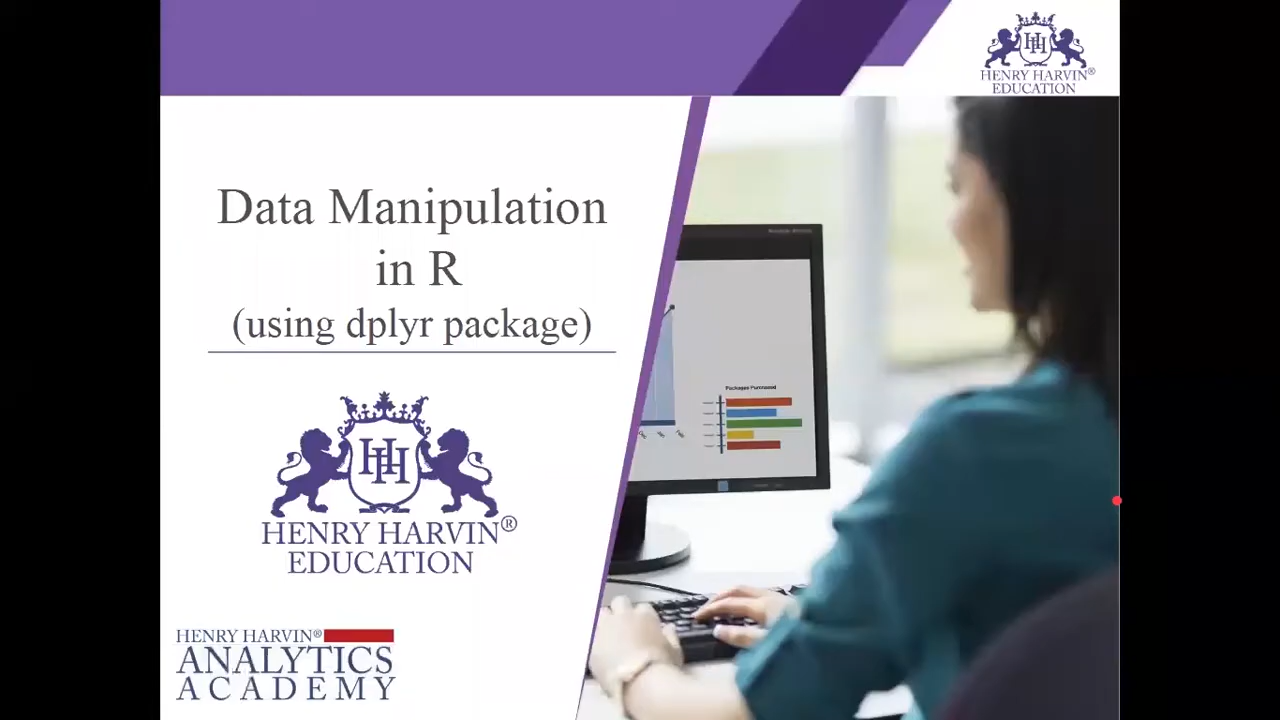 HENRY HARVIN®
EDUCATION
Data Manipulation
in R
(using dplyr package)
Packages Purchased
HENRY HARVIN®
EDUCATION
HENRY HARVIN®
ANALYTICS
ACADEMY